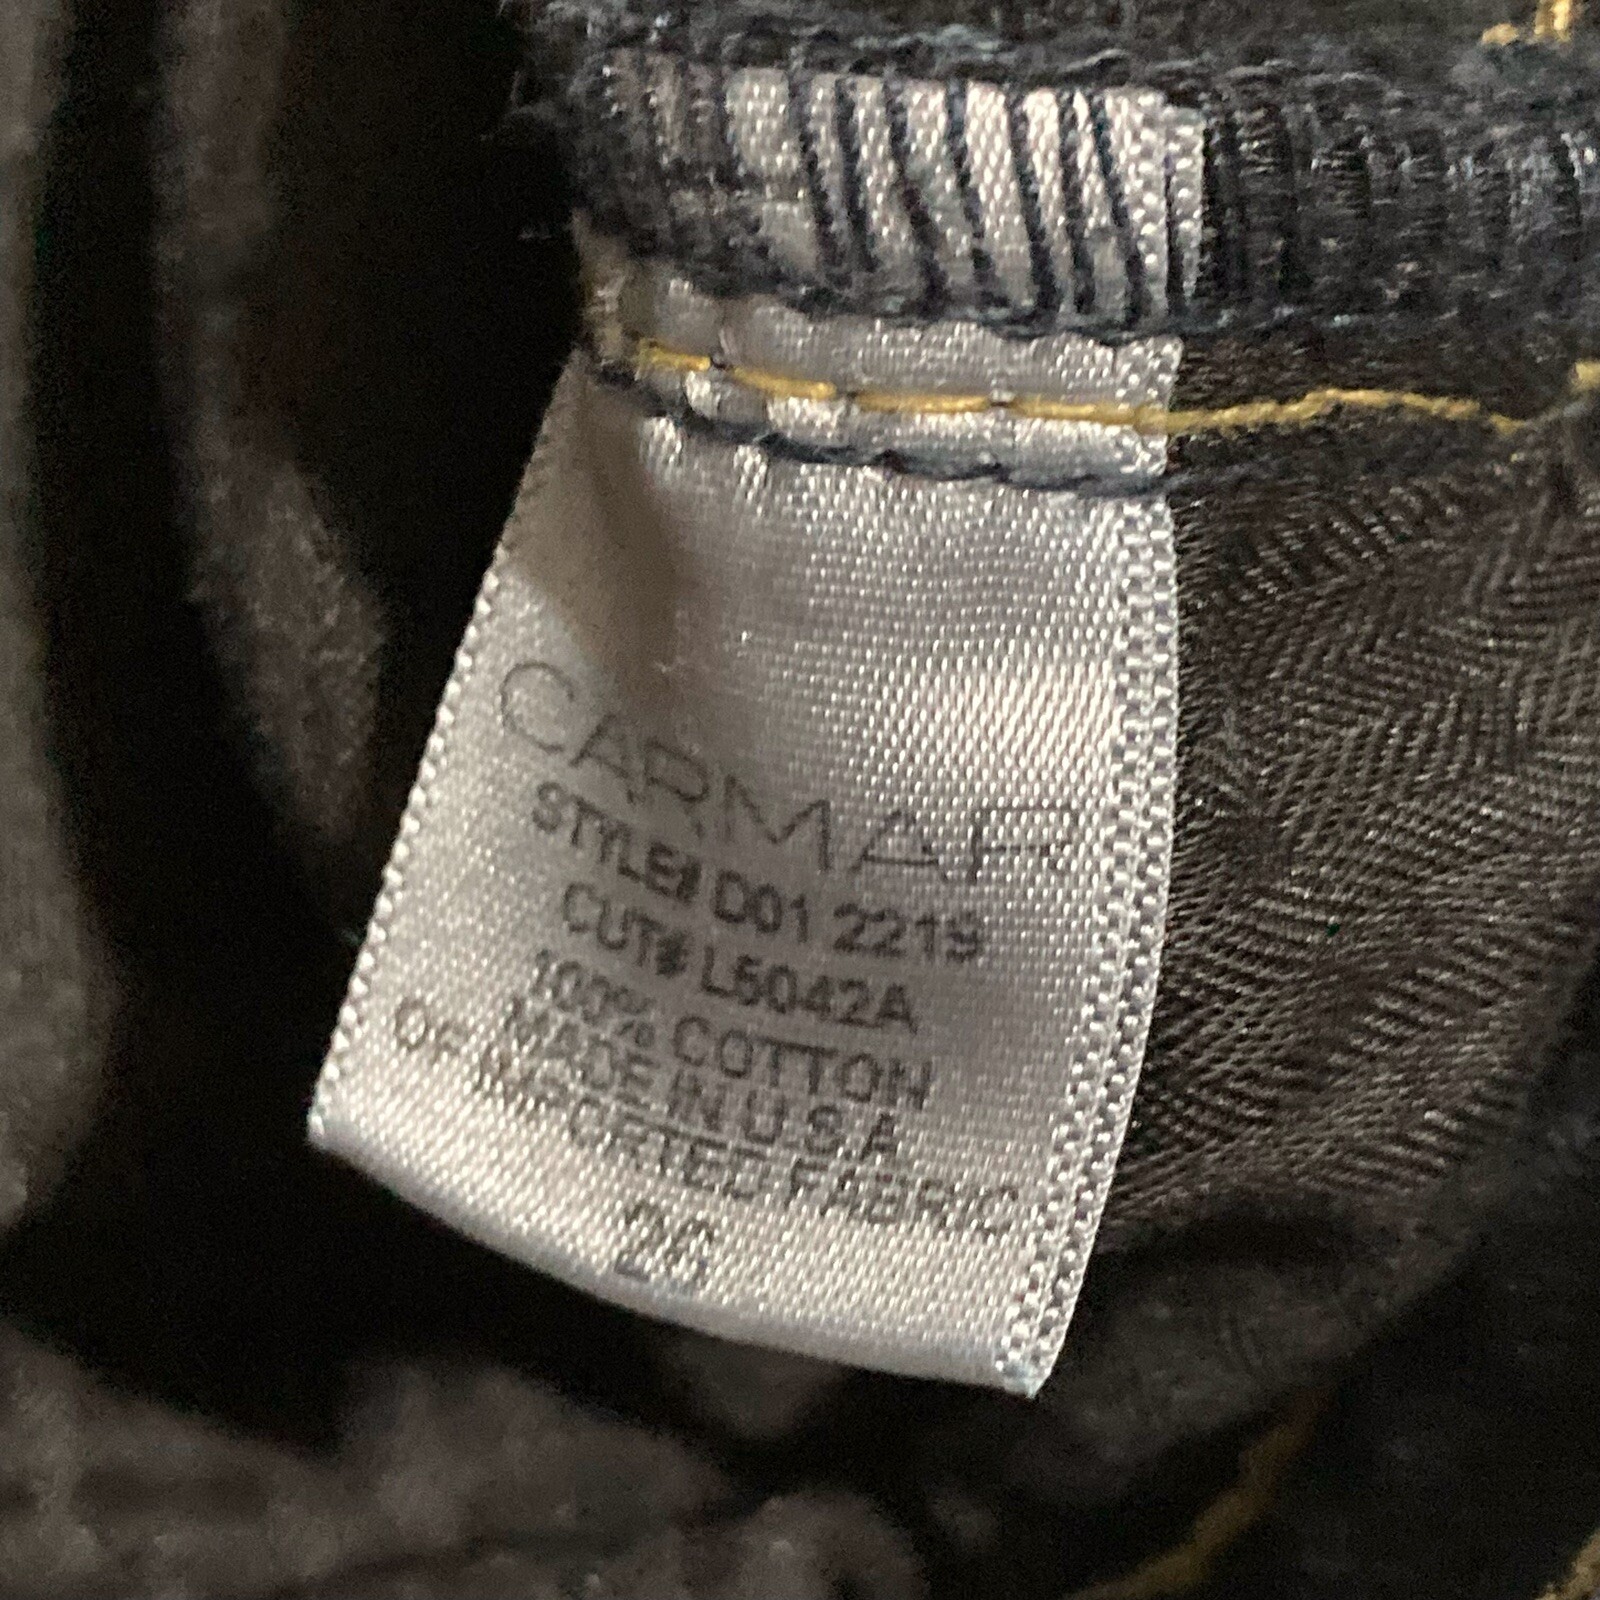 CARMAR
STYLE# D01 2219
CUT# L5042A
100% COTTON
MADE IN U.S.A
OF IMPORTED FABRIC
26